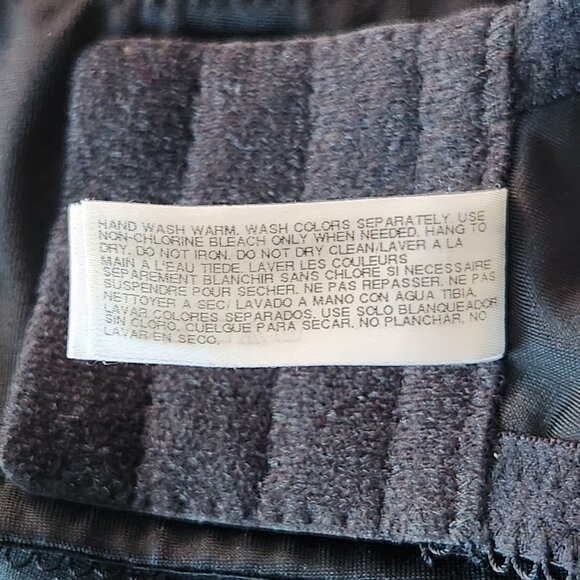 HAND WASH WARM. WASH COLORS SEPARATELY. USE
NON-CHLORINE BLEACH ONLY WHEN NEEDED. HANG TO
DRY. DO NOT IRON. DO NOT DRY CLEAN/LAVER A LA
MAIN A L'EAU TIEDE. LAVER LES COULEURS
SEPAREMENT BLANCHIR SANS CHLORE SI NECESSAIRE
SUSPENDRE POUR SECHER. NE PAS REPASSER. NE PAS
NETTOYER A SEC/ LAVADO A MANO CON AGUA TIBIA.
LAVAR COLORES SEPARADOS. USE SOLO BLANQUEADOR
SIN CLORO. CUELGUE PARA SECAR. NO PLANCHAR. NO
LAVAR EN SECO.